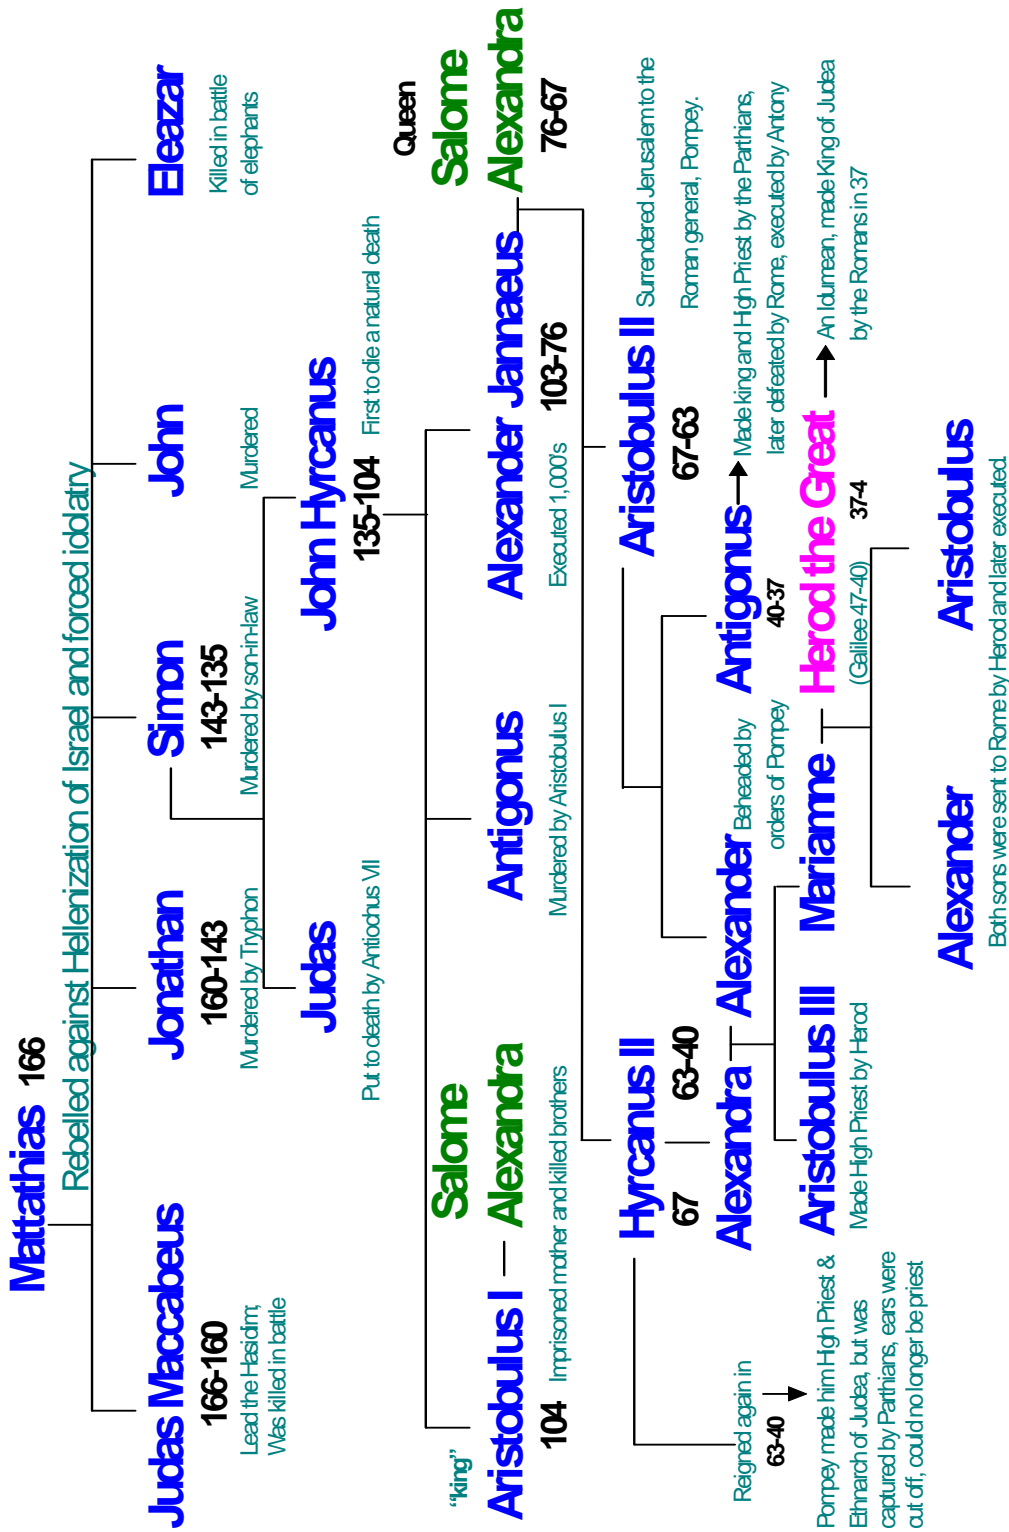 Mattathias 166
Rebelled against Hellenization of Israel and forced idolatry
Judas Maccabeus
166-160
Lead the Hasidim;
Was killed in battle
Jonathan
160-143
Murdered by Tryphon
Simon
143-135
Murdered by son-in-law
John
Murdered
Eleazar
Killed in battle
of elephants
Judas
Put to death by Antiochus VII
John Hyrcanus
135-104 First to die a natural death
"king"
Aristobulus I
104 Imprisoned mother and killed brothers
Salome
Alexandra
Antigonus
Murdered by Aristobulus I
Alexander Jannaeus
Executed 1,000's 103-76
Queen
Salome
Alexandra
76-67
Hyrcanus II
67 63-40
Aristobulus II
67-63
Surrendered Jerusalem to the
Roman general, Pompey.
Reigned again in
63-40
Pompey made him High Priest &
Ethnarch of Judea, but was
captured by Parthians, ears were
cut off, could no longer be priest
Alexandra
Alexander Beheaded by
orders of Pompey
Antigonus
40-37
Made king and High Priest by the Parthians,
later defeated by Rome, executed by Antony
Aristobulus III
Made High Priest by Herod
Mariamne
Herod the Great
(Galilee 47-40) 37-4
An Idumean, made King of Judea
by the Romans in 37
Alexander
Aristobulus
Both sons were sent to Rome by Herod and later executed.